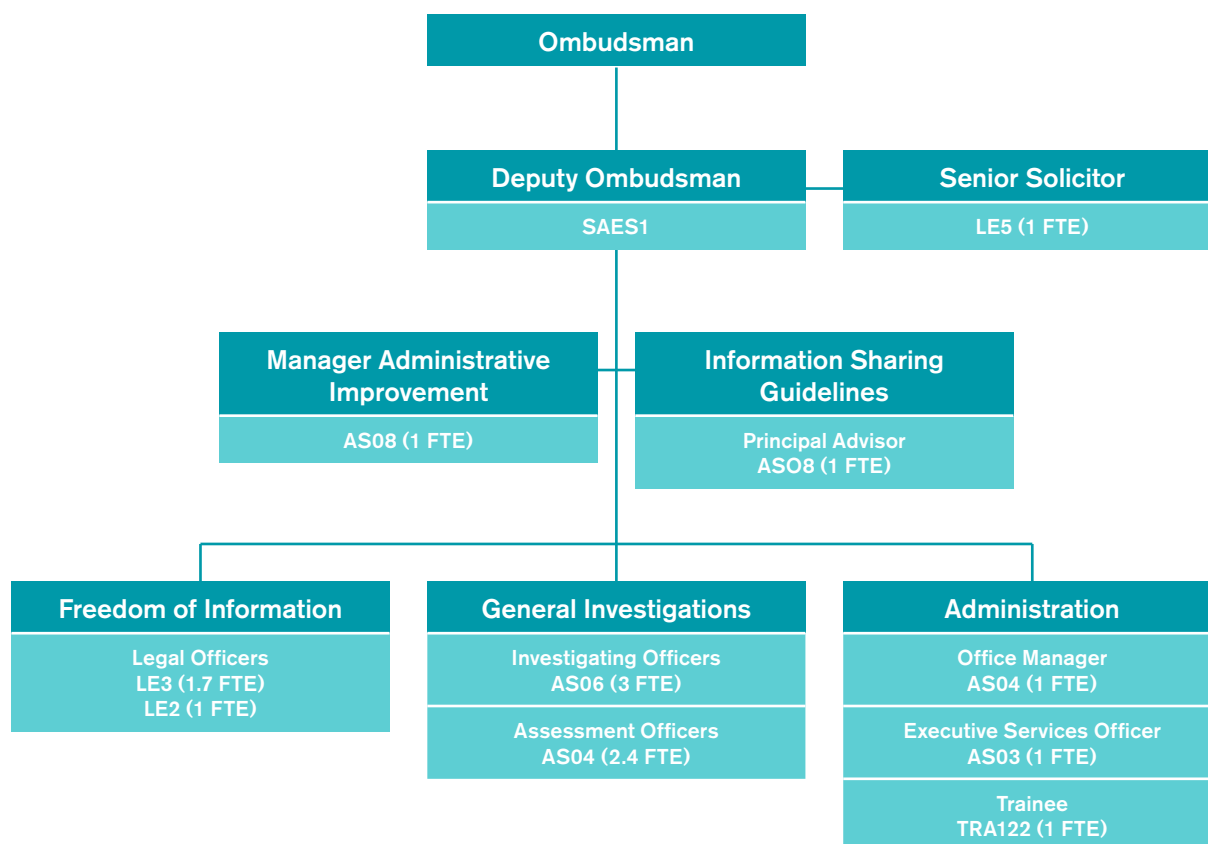 Ombudsman
Deputy Ombudsman
SAES1
Senior Solicitor
LE5 (1 FTE)
Manager Administrative
Improvement
AS08 (1 FTE)
Information Sharing
Guidelines
Principal Advisor
ASO8 (1 FTE)
Freedom of Information
Legal Officers
LE3 (1.7 FTE)
LE2 (1 FTE)
General Investigations
Investigating Officers
AS06 (3 FTE)
Assessment Officers
AS04 (2.4 FTE)
Administration
Office Manager
AS04 (1 FTE)
Executive Services Officer
AS03 (1 FTE)
Trainee
TRA122 (1 FTE)